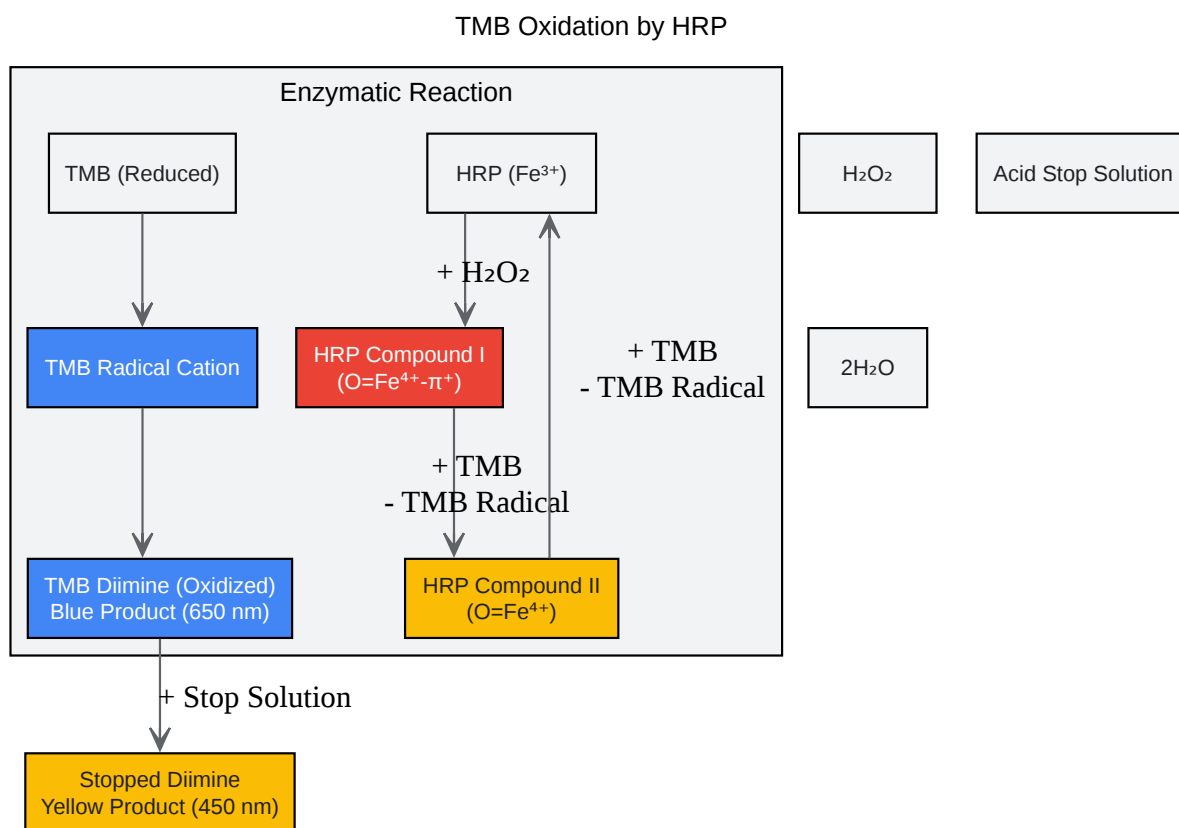 TMB Oxidation by HRP
Enzymatic Reaction
TMB (Reduced)
HRP (Fe³⁺)
H₂O₂
Acid Stop Solution
+ H₂O₂
TMB Radical Cation
HRP Compound I
(O=Fe⁴⁺-π⁺)
+ TMB
- TMB Radical
2H₂O
+ TMB
- TMB Radical
TMB Diimine (Oxidized)
Blue Product (650 nm)
HRP Compound II
(O=Fe⁴⁺)
+ Stop Solution
Stopped Diimine
Yellow Product (450 nm)